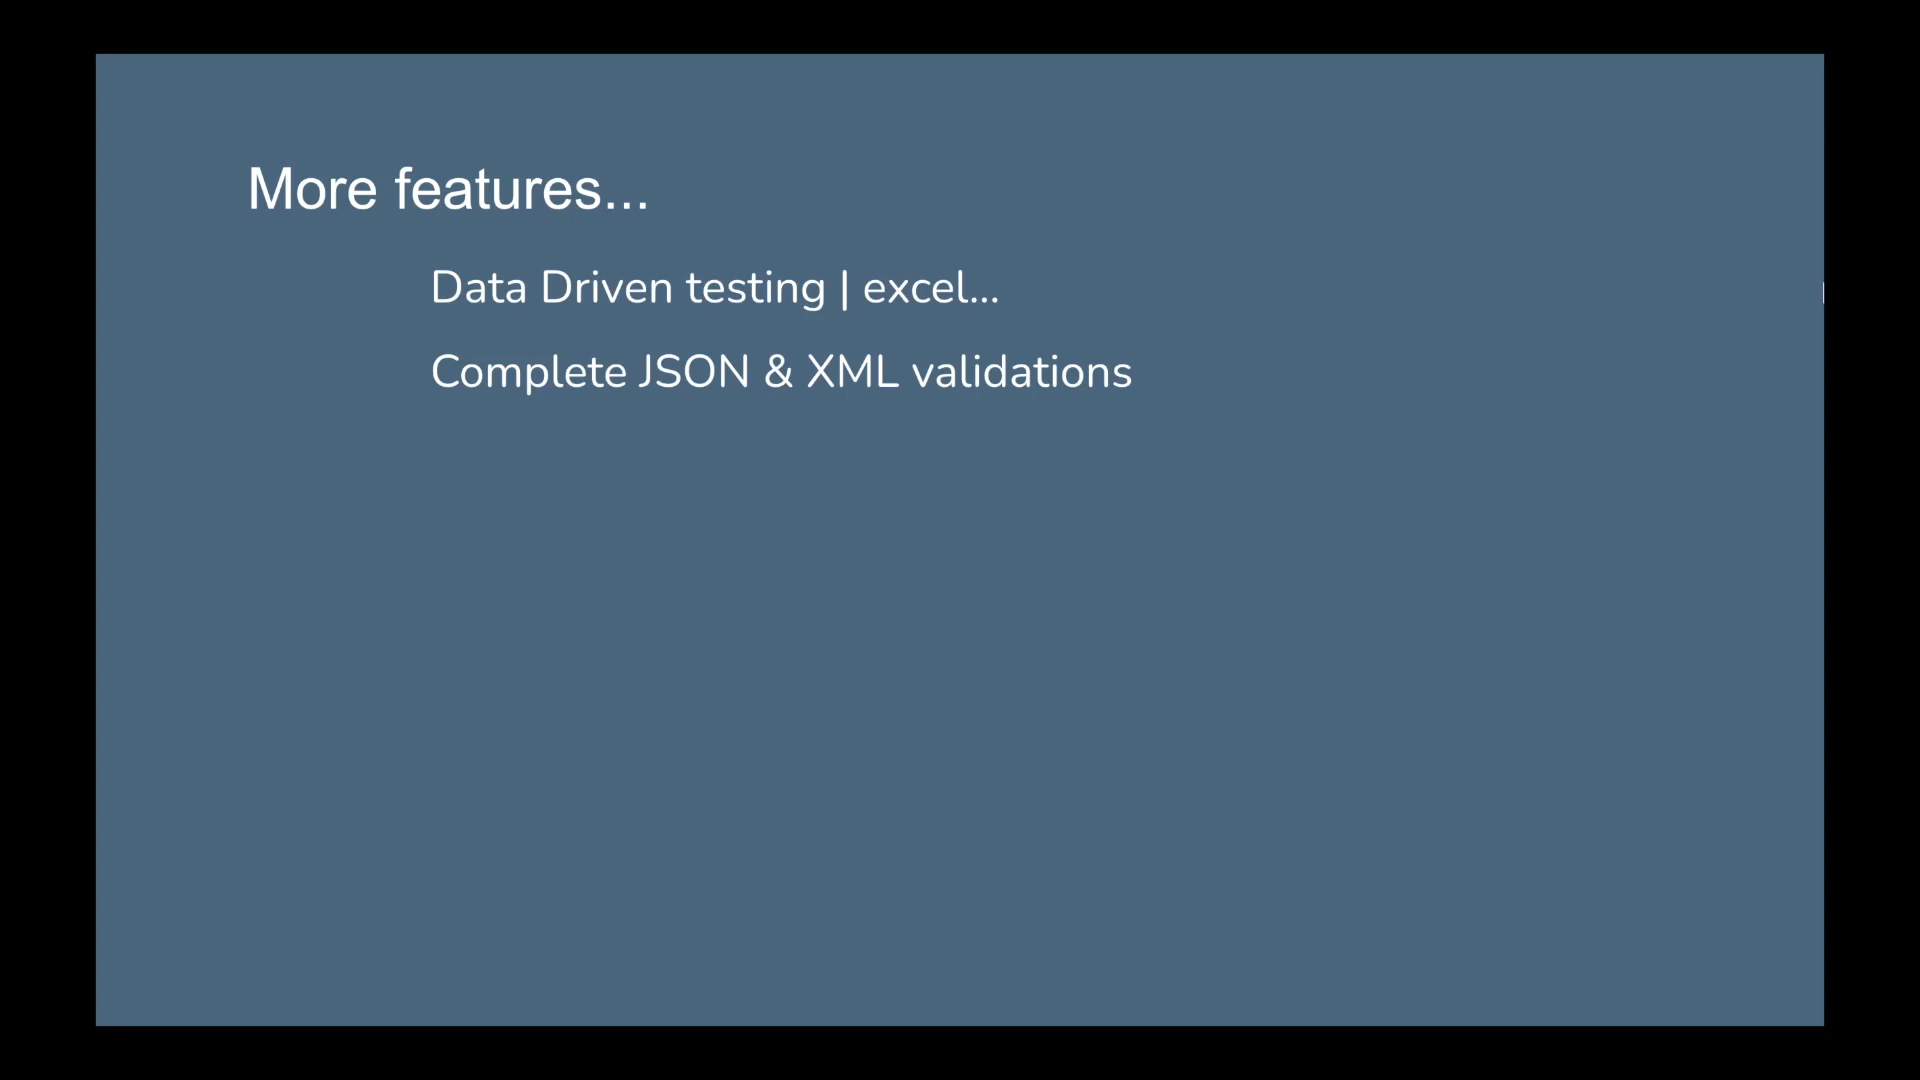 More features...
Data Driven testing | excel...
Complete JSON & XML validations